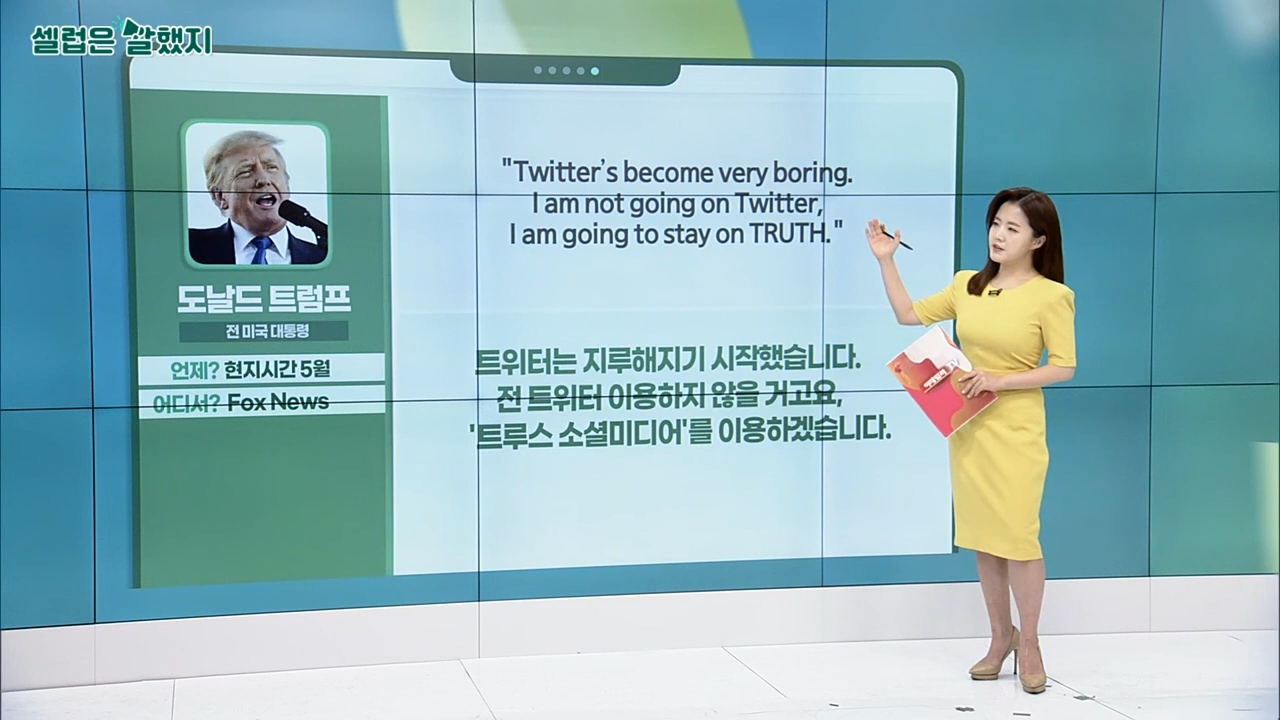 셀럽은 말했지
"Twitter's become very boring.
I am not going on Twitter,
I am going to stay on TRUTH."
도날드 트럼프
전 미국 대통령
언제? 현지시간 5월
어디서? Fox News
트위터는 지루해지기 시작했습니다.
전 트위터 이용하지 않을 거고요,
'트루스 소셜미디어'를 이용하겠습니다.